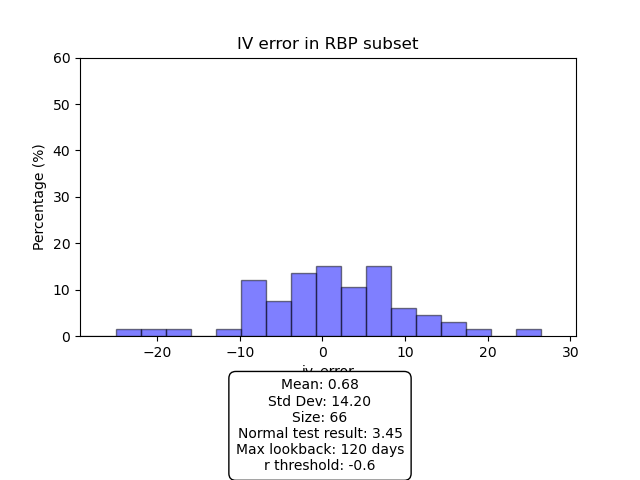 IV error in RBP subset
Percentage (%)
60
50
40
30
20
10
0
−20
−10
0
10
20
30
iv_error
Mean: 0.68
Std Dev: 14.20
Size: 66
Normal test result: 3.45
Max lookback: 120 days
r threshold: -0.6